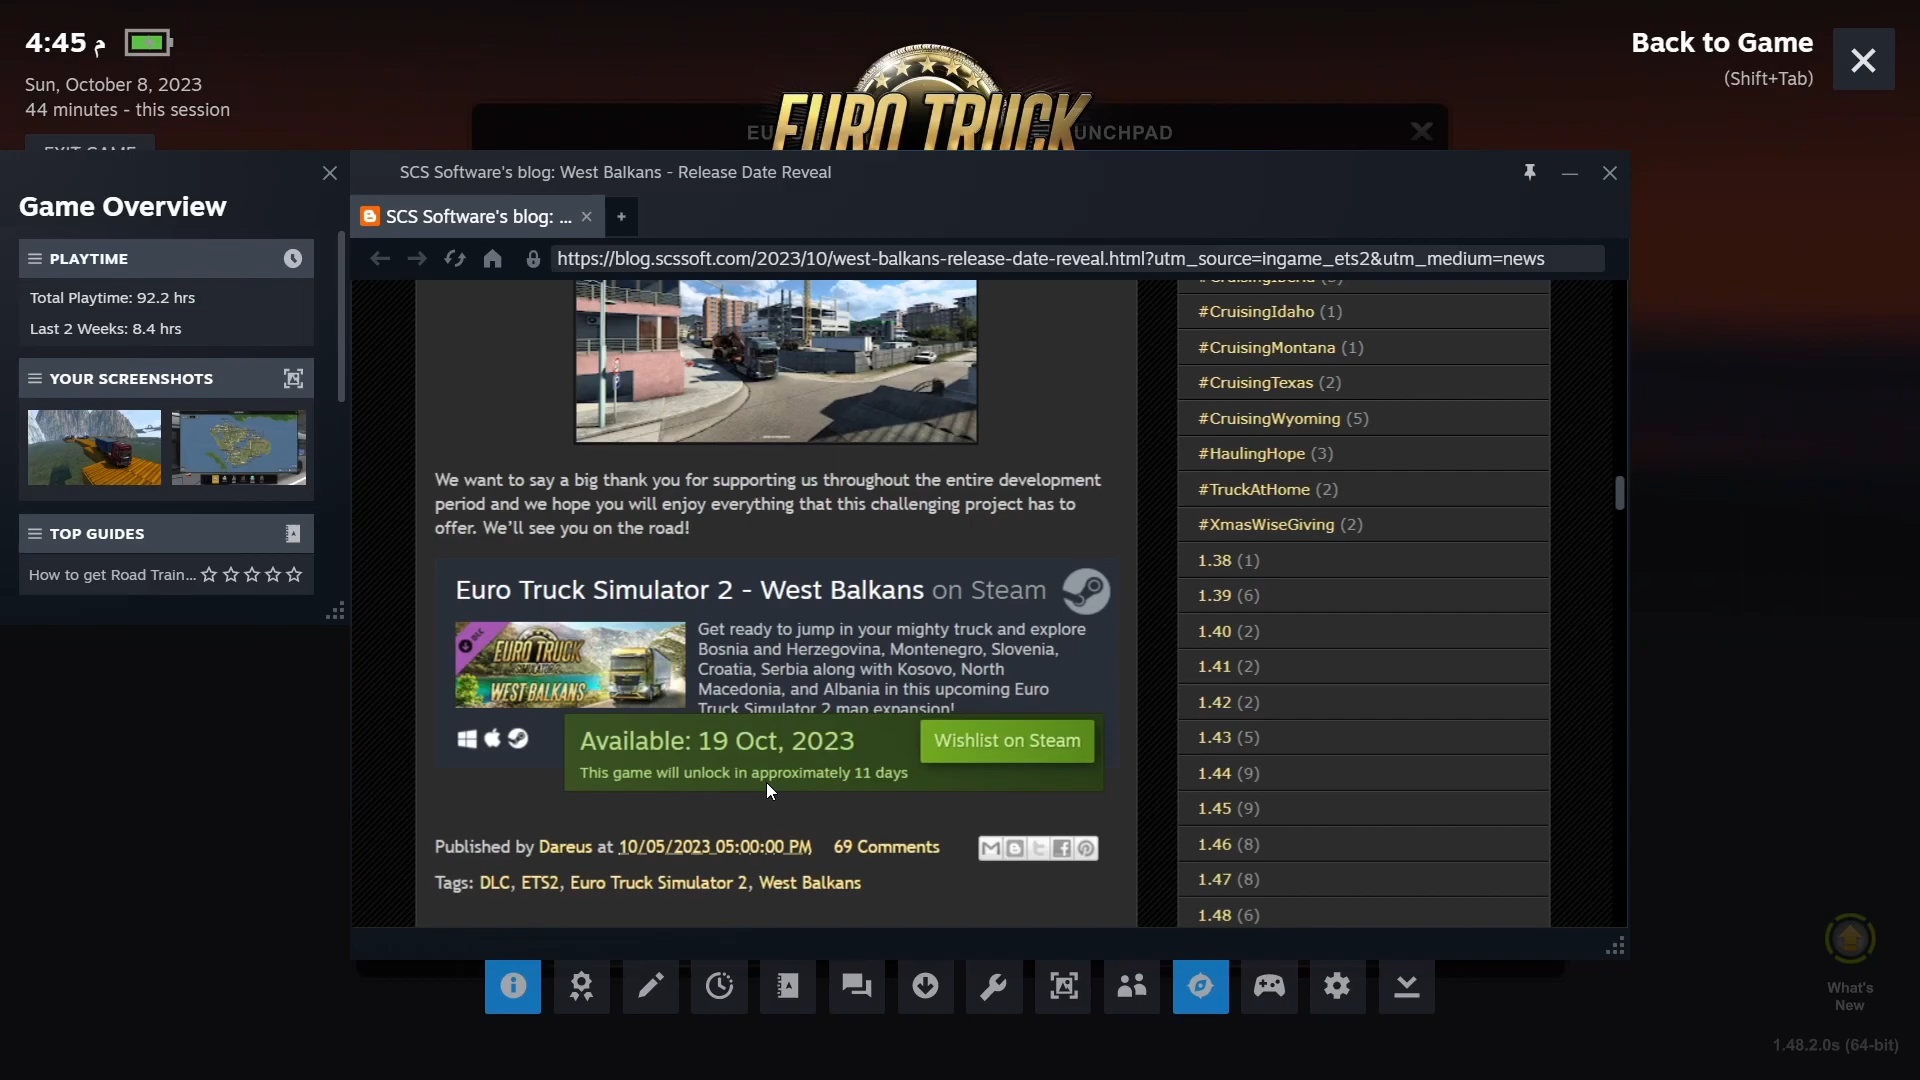 4:45 م
Sun, October 8, 2023
44 minutes - this session
EXIT GAME
EURO TRUCK
EU
UNCHPAD
Back to Game
(Shift+Tab)
Game Overview
PLAYTIME
Total Playtime: 92.2 hrs
Last 2 Weeks: 8.4 hrs
YOUR SCREENSHOTS
TOP GUIDES
How to get Road Train...
SCS Software's blog: West Balkans - Release Date Reveal
SCS Software's blog: ...
https://blog.scssoft.com/2023/10/west-balkans-release-date-reveal.html?utm_source=ingame_ets2&utm_medium=news
We want to say a big thank you for supporting us throughout the entire development
period and we hope you will enjoy everything that this challenging project has to
offer. We'll see you on the road!
Euro Truck Simulator 2 - West Balkans on Steam
DLC
EURO TRUCK
SIMULATOR 2
WEST BALKANS
Get ready to jump in your mighty truck and explore
Bosnia and Herzegovina, Montenegro, Slovenia,
Croatia, Serbia along with Kosovo, North
Macedonia, and Albania in this upcoming Euro
Truck Simulator 2 map expansion!
Available: 19 Oct, 2023
This game will unlock in approximately 11 days
Wishlist on Steam
Published by Dareus at 10/05/2023 05:00:00 PM 69 Comments
Tags: DLC, ETS2, Euro Truck Simulator 2, West Balkans
#CruisingIberia
#CruisingIdaho (1)
#CruisingMontana (1)
#CruisingTexas (2)
#CruisingWyoming (5)
#HaulingHope (3)
#TruckAtHome (2)
#XmasWiseGiving (2)
1.38 (1)
1.39 (6)
1.40 (2)
1.41 (2)
1.42 (2)
1.43 (5)
1.44 (9)
1.45 (9)
1.46 (8)
1.47 (8)
1.48 (6)
What's
New
1.48.2.0s (64-bit)